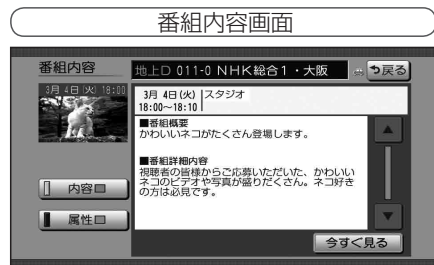 番組内容画面
番組内容
地上D 011-0 NHK総合1・大阪
戻る
3月 4日(火) 18:00
3月 4日(火) スタジオ
18:00~18:10
■番組概要
かわいいネコがたくさん登場します。
■番組詳細内容
視聴者の皆様からご応募いただいた、かわいい
ネコのビデオや写真が盛りだくさん。ネコ好き
の方は必見です。
内容
属性
今すぐ見る